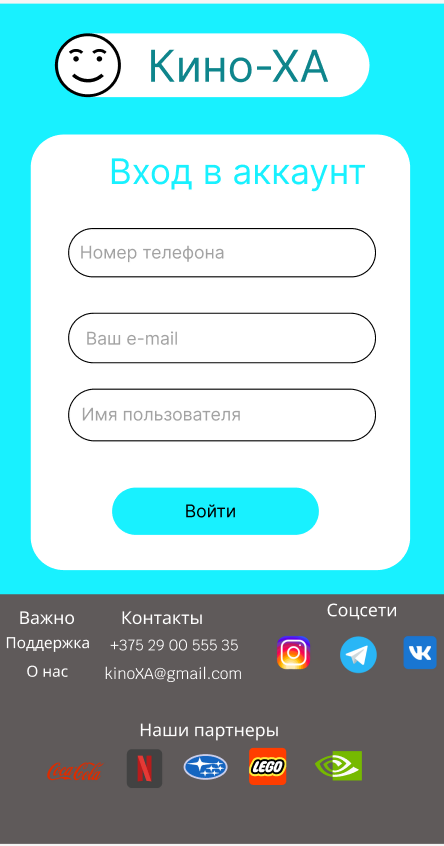 Кино-ХА
Вход в аккаунт
Номер телефона
Ваш e-mail
Имя пользователя
Войти
Важно
Контакты
Соцсети
Поддержка
+375 29 00 555 35
О нас
kinoXA@gmail.com
Наши партнеры
Coca-Cola
N
LEGO